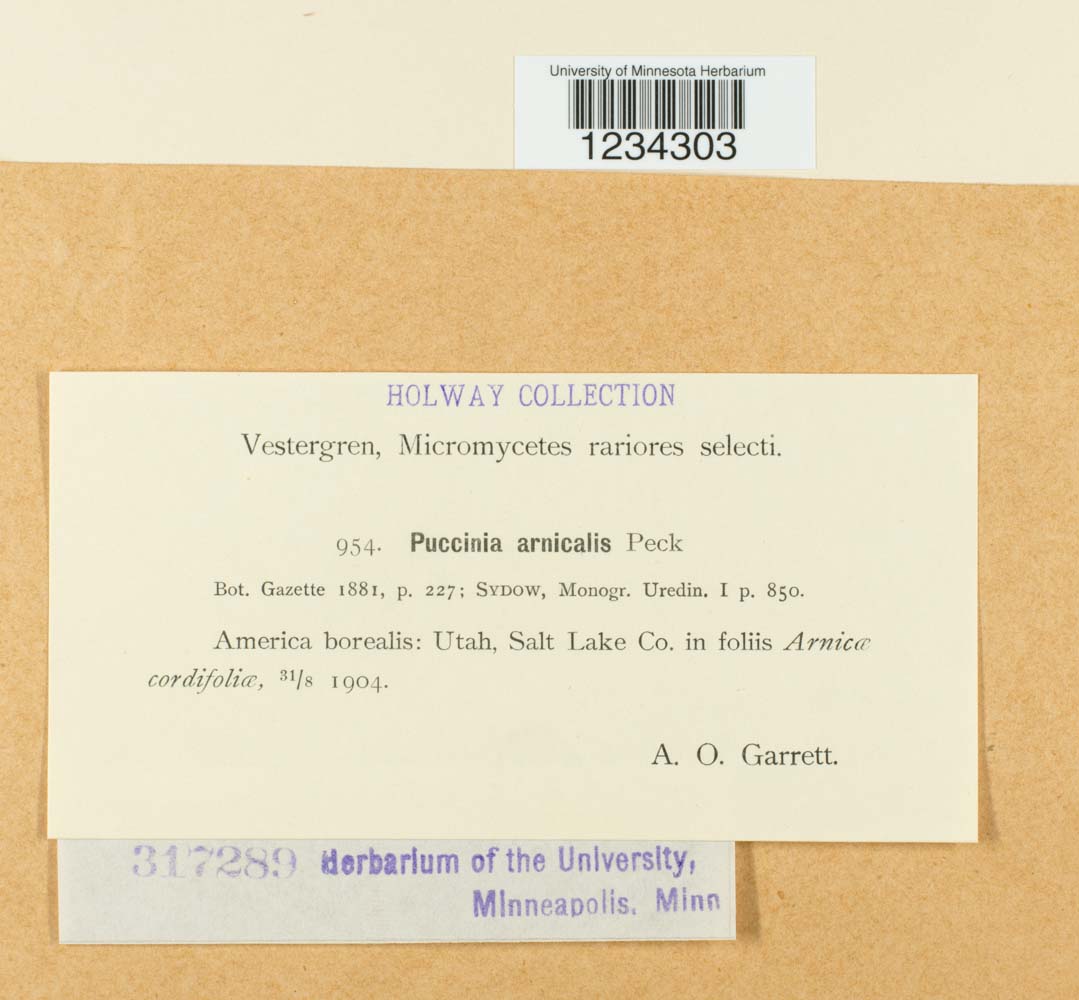 University of Minnesota Herbarium
1234303
HOLWAY COLLECTION
Vestergren, Micromycetes rariores selecti.
954. Puccinia arnicalis Peck
Bot. Gazette 1881, p. 227; SYDOW, Monogr. Uredin. I p. 850.
America borealis: Utah, Salt Lake Co. in foliis Arnicæ
cordifoliæ, 31/8 1904.
A. O. Garrett.
317289 Herbarium of the University,
Minneapolis. Minn